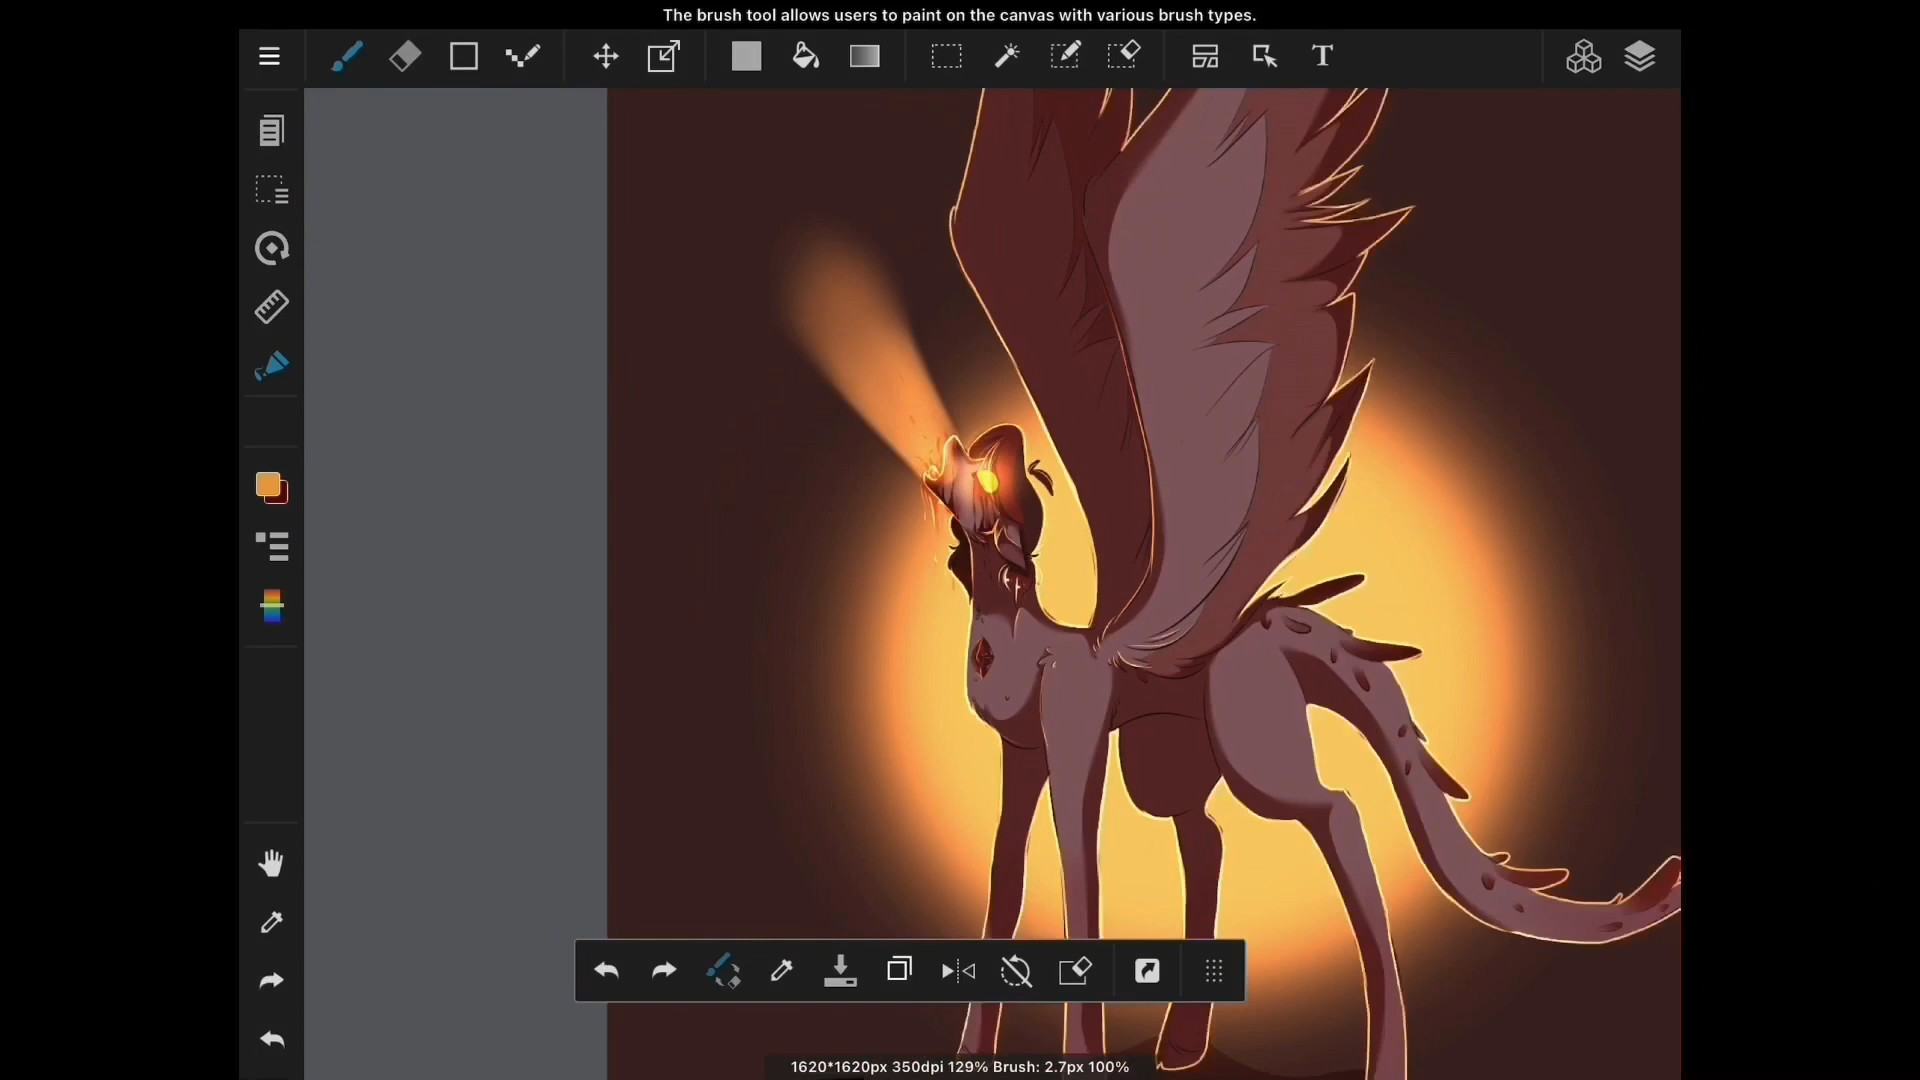 The brush tool allows users to paint on the canvas with various brush types.
T
1620*1620px 350dpi 129% Brush: 2.7px 100%